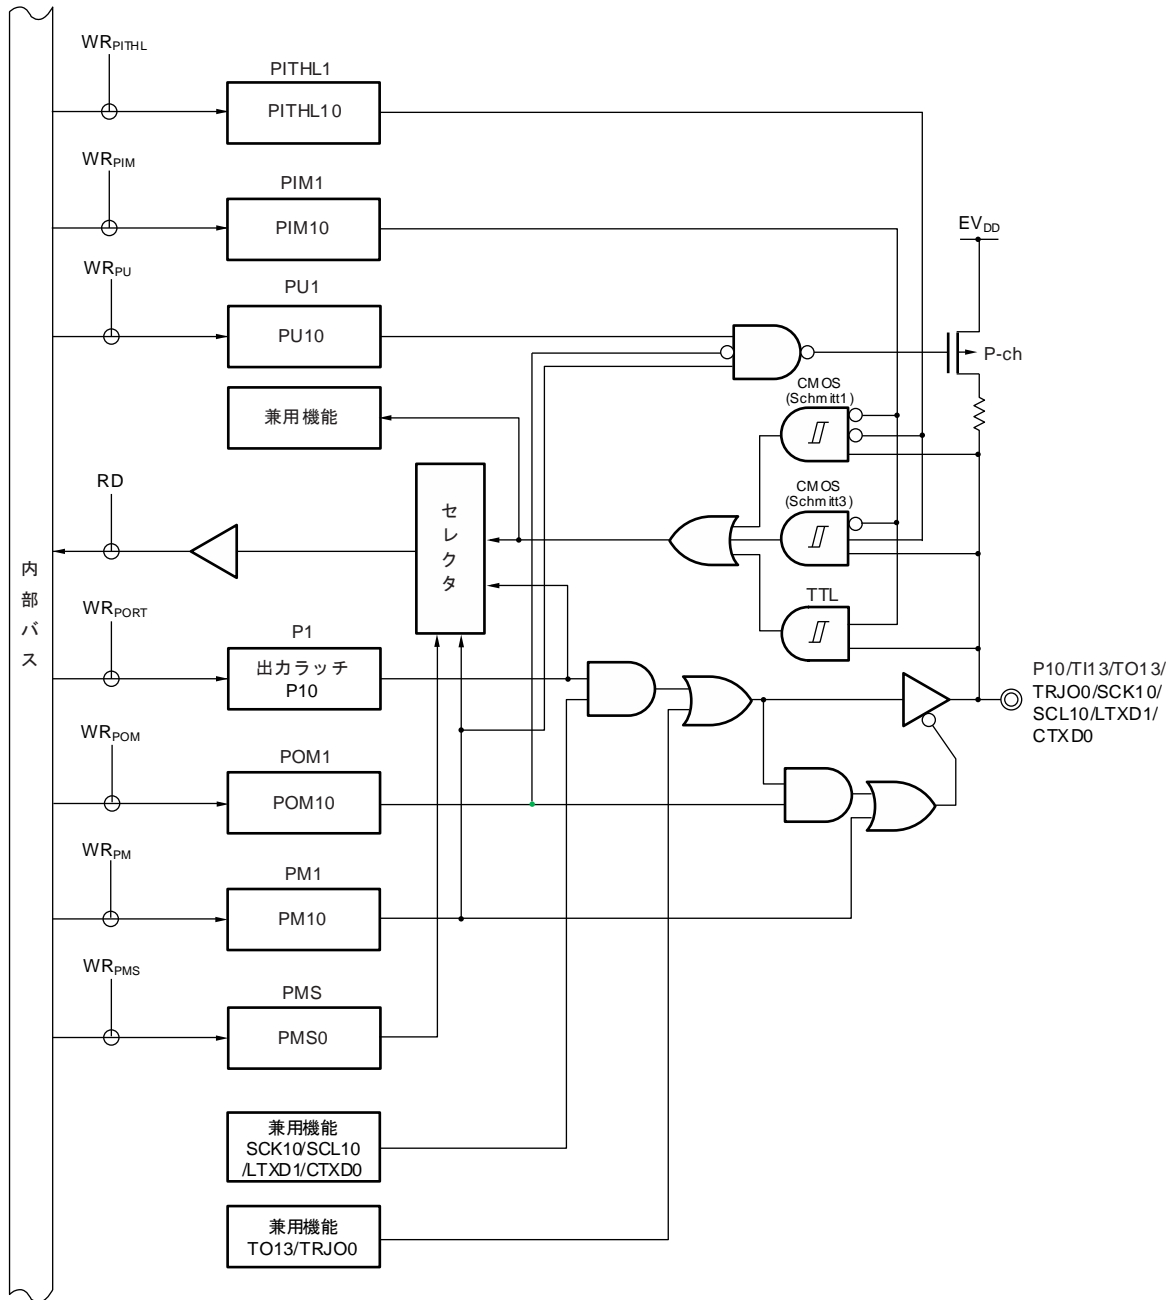 WRPITHL
PITHL1
PITHL10
WRPIM
PIM1
PIM10
WRPU
PU1
PU10
EVDD
P-ch
CMOS
(Schmitt1)
兼用機能
RD
セレクタ
CMOS
(Schmitt3)
内部バス
TTL
WRPORT
P1
出力ラッチ
P10
P10/TI13/TO13/
TRJO0/SCK10/
SCL10/LTXD1/
CTXD0
WRPOM
POM1
POM10
WRPM
PM1
PM10
WRPMS
PMS
PMS0
兼用機能
SCK10/SCL10
/LTXD1/CTXD0
兼用機能
TO13/TRJO0